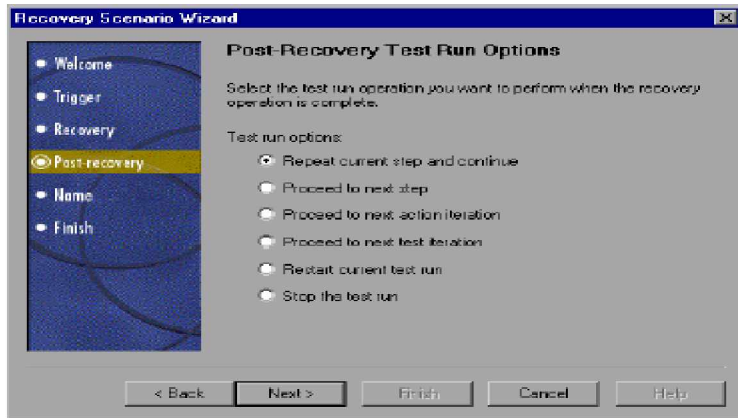 Recovery Scenario Wizard
Welcome
Trigger
Recovery
Post-recovery
Name
Finish
Post-Recovery Test Run Options
Select the test run operation you want to perform when the recovery
operation is complete.
Test run options:
Repeat current step and continue
Proceed to next step
Proceed to next action iteration
Proceed to next test iteration
Restart current test run
Stop the test run
< Back
Next >
Finish
Cancel
Help